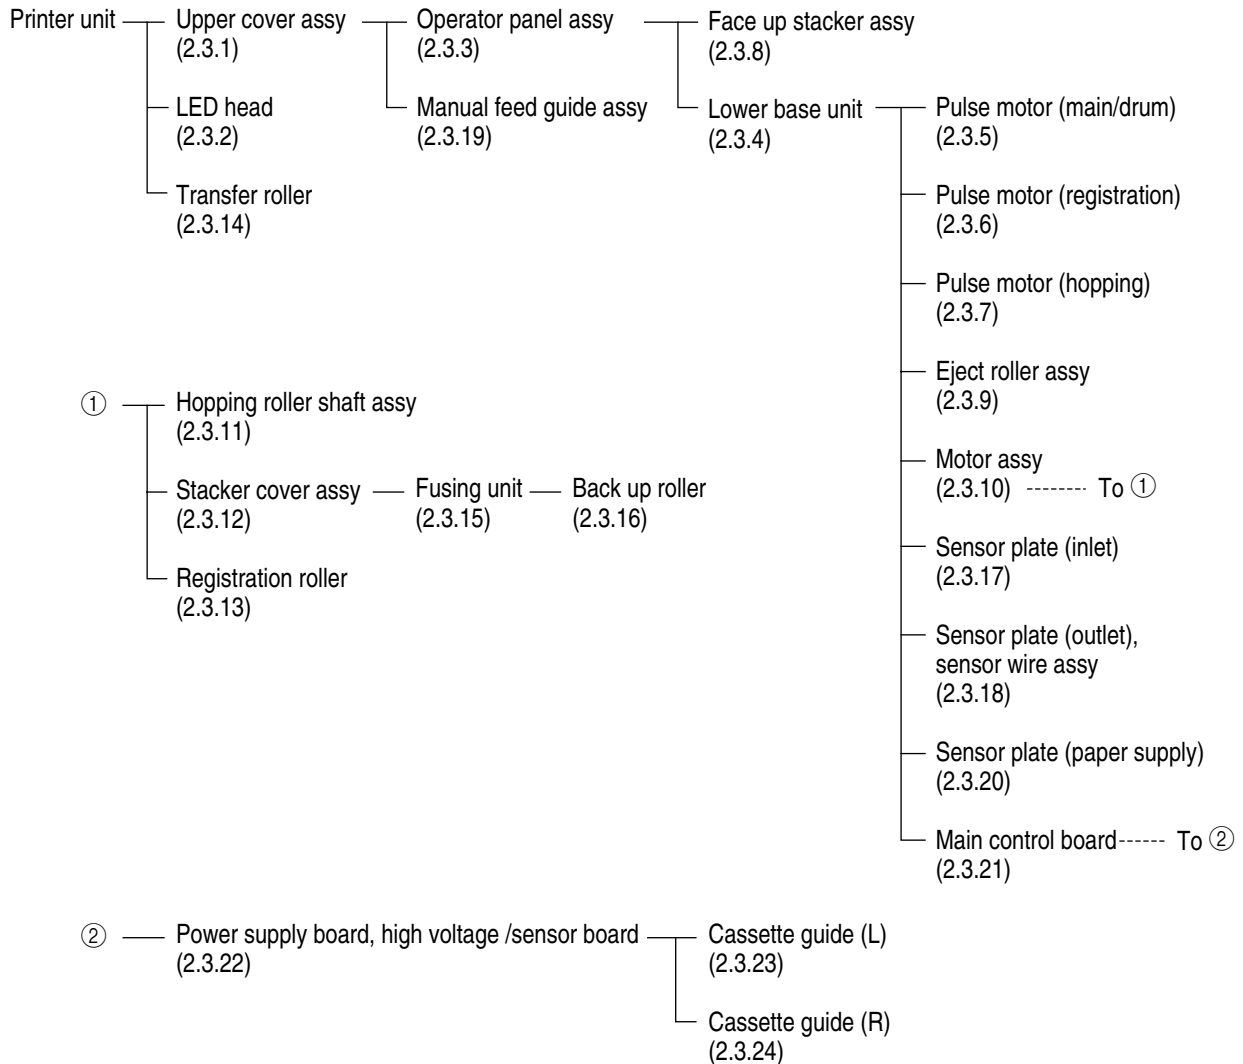 Printer unit Upper cover assy Operator panel assy Face up stacker assy
(2.3.1) (2.3.3) (2.3.8)
LED head Manual feed guide assy Lower base unit Pulse motor (main/drum)
(2.3.2) (2.3.19) (2.3.4) (2.3.5)
Transfer roller Pulse motor (registration)
(2.3.14) (2.3.6)
Pulse motor (hopping)
(2.3.7)
Eject roller assy
① Hopping roller shaft assy (2.3.9)
(2.3.11)
Motor assy
Stacker cover assy Fusing unit Back up roller (2.3.10) -------- To ①
(2.3.12) (2.3.15) (2.3.16)
Sensor plate (inlet)
Registration roller (2.3.17)
(2.3.13)
Sensor plate (outlet),
sensor wire assy
(2.3.18)
Sensor plate (paper supply)
(2.3.20)
Main control board ------ To ②
(2.3.21)
② Power supply board, high voltage /sensor board Cassette guide (L)
(2.3.22) (2.3.23)
Cassette guide (R)
(2.3.24)